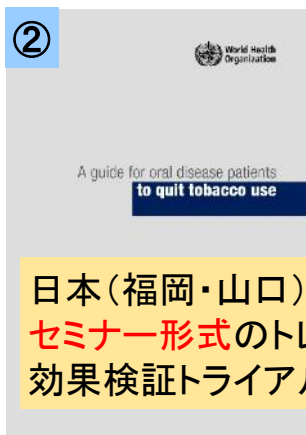 ②
World Health
Organization
A guide for oral disease patients
to quit tobacco use
日本(福岡・山口)
セミナー形式のトレ
効果検証トライアル